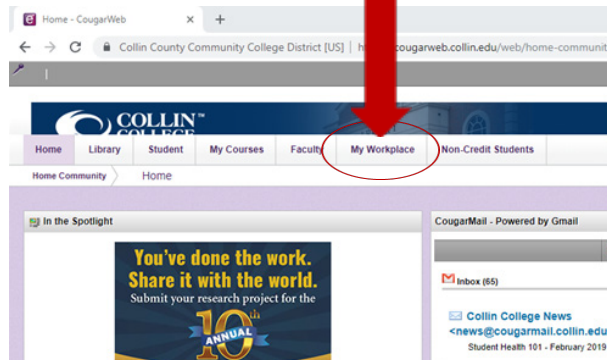 Home - CougarWeb
Collin County Community College District [US] | cougarweb.collin.edu/web/home-communit
COLLIN™
COLLEGE
Home Library Student My Courses Faculty My Workplace Non-Credit Students
Home Community Home
In the Spotlight
You've done the work.
Share it with the world.
Submit your research project for the
10th
ANNUAL
CougarMail - Powered by Gmail
Inbox (65)
Collin College News
<news@cougarmail.collin.edu
Student Health 101 - February 2019